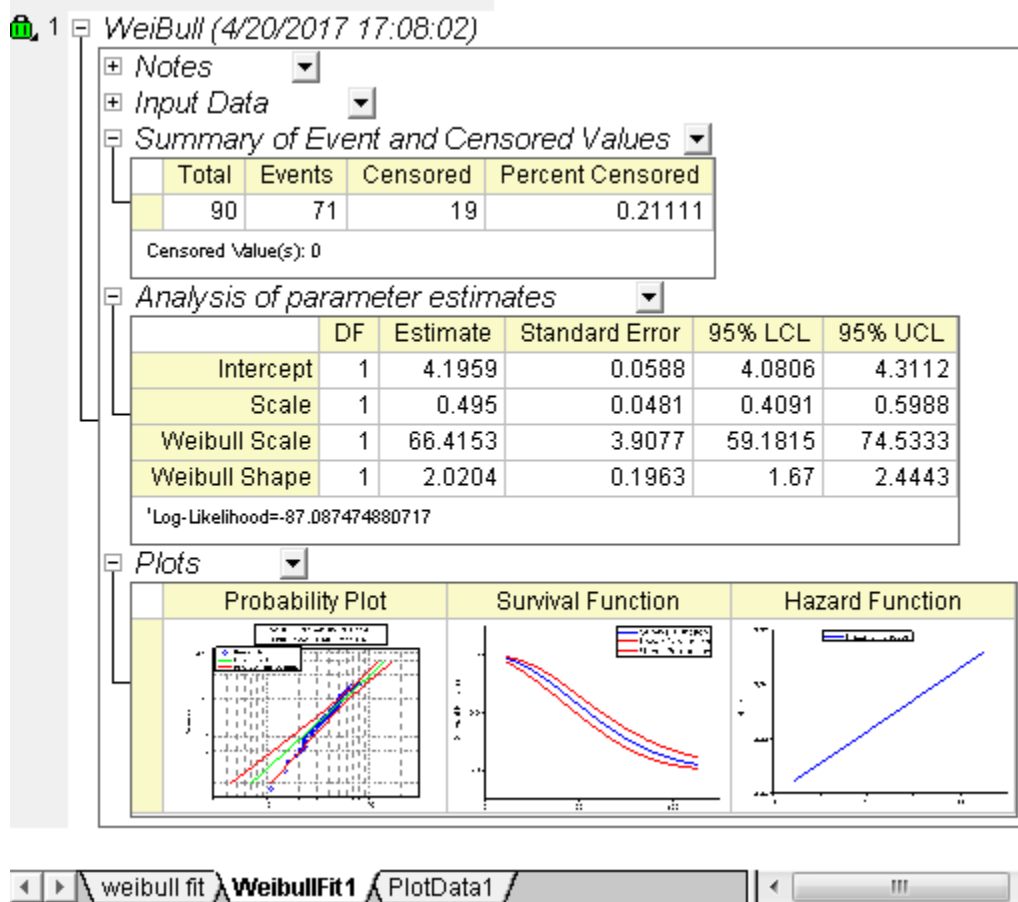 1 WeiBull (4/20/2017 17:08:02)
Notes
Input Data
Summary of Event and Censored Values
Total Events Censored Percent Censored
90 71 19 0.21111
Censored Value(s): 0
Analysis of parameter estimates
DF Estimate Standard Error 95% LCL 95% UCL
Intercept 1 4.1959 0.0588 4.0806 4.3112
Scale 1 0.495 0.0481 0.4091 0.5988
Weibull Scale 1 66.4153 3.9077 59.1815 74.5333
Weibull Shape 1 2.0204 0.1963 1.67 2.4443
'Log-Likelihood=-87.087474880717
Plots
Probability Plot Survival Function Hazard Function
weibull fit WeibullFit1 PlotData1